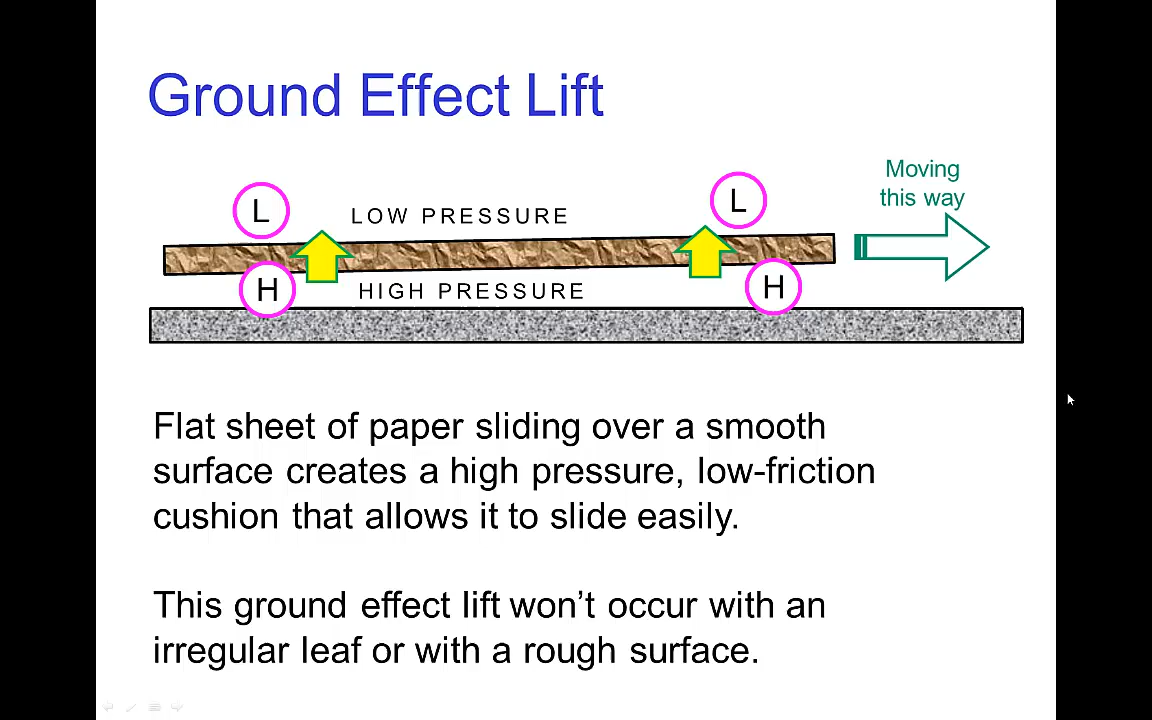 Ground Effect Lift
Moving
this way
L
L
LOW PRESSURE
H
HIGH PRESSURE
H
Flat sheet of paper sliding over a smooth
surface creates a high pressure, low-friction
cushion that allows it to slide easily.
This ground effect lift won’t occur with an
irregular leaf or with a rough surface.